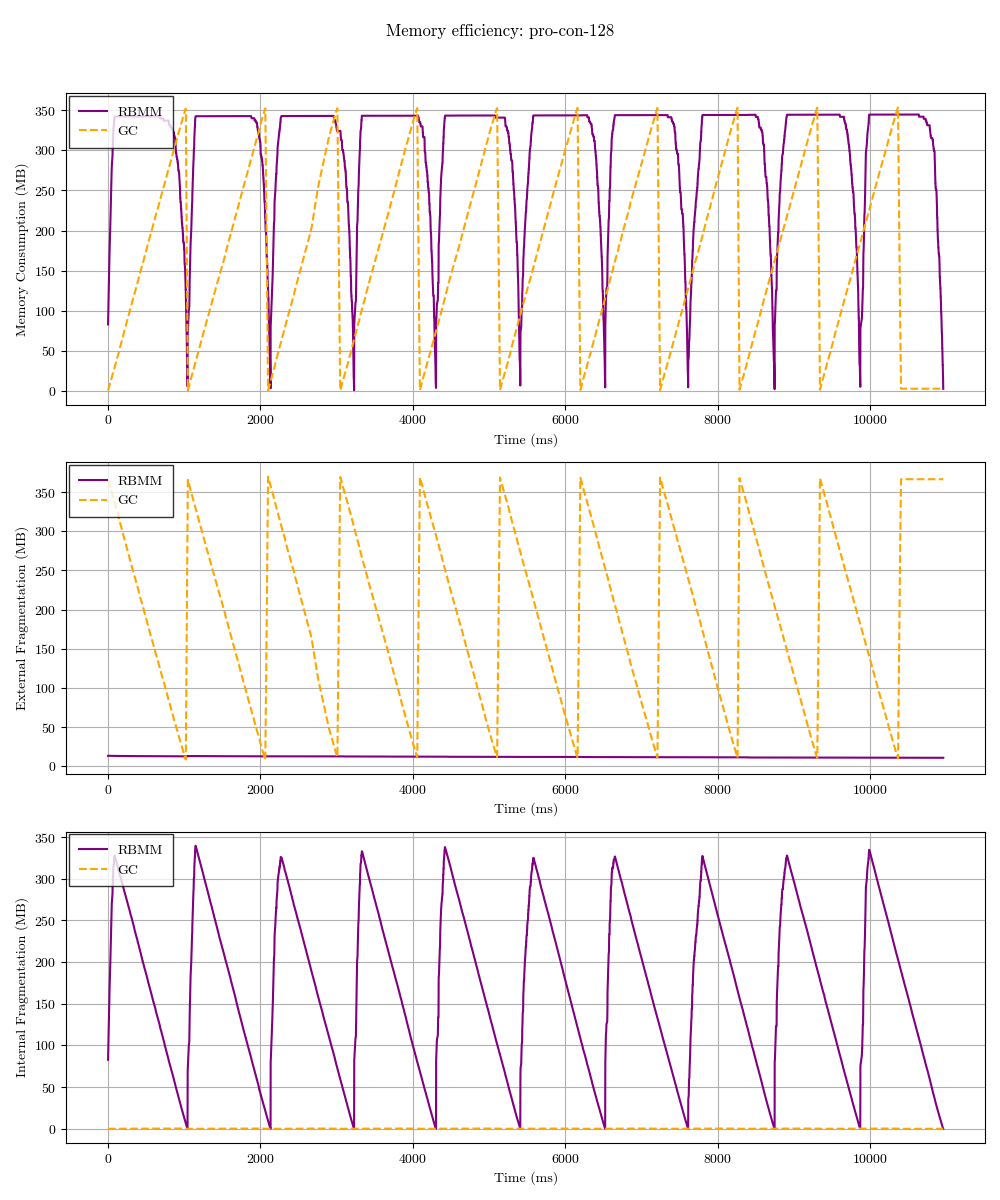 Memory efficiency: pro-con-128
350
300
250
200
150
100
50
0
Memory Consumption (MB)
RBMM
GC
0 2000 4000 6000 8000 10000
Time (ms)
350
300
250
200
150
100
50
0
External Fragmentation (MB)
RBMM
GC
0 2000 4000 6000 8000 10000
Time (ms)
350
300
250
200
150
100
50
0
Internal Fragmentation (MB)
RBMM
GC
0 2000 4000 6000 8000 10000
Time (ms)